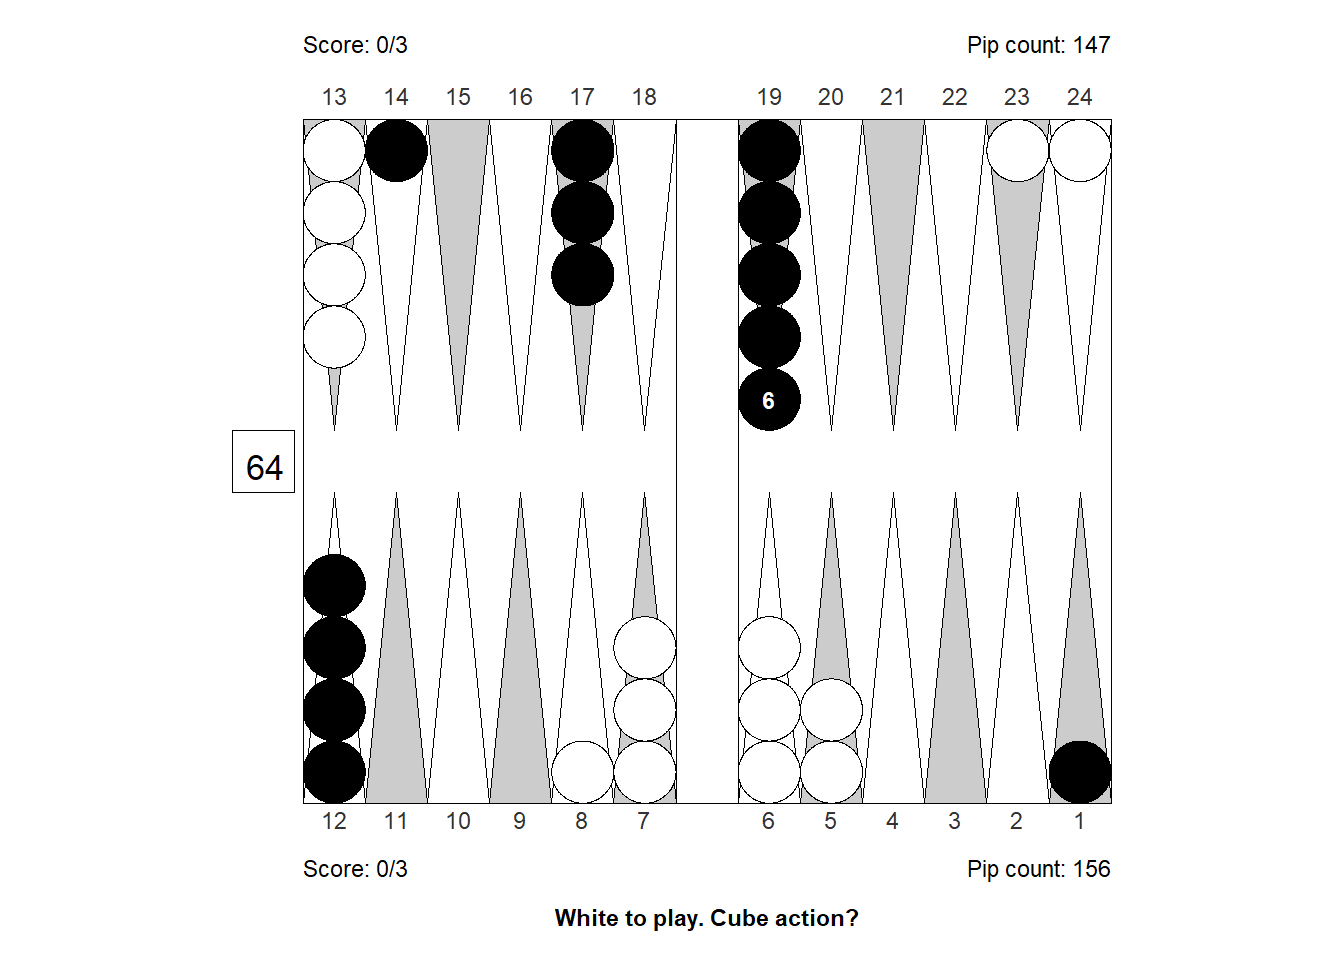 Score: 0/3 Pip count: 147
13 14 15 16 17 18 19 20 21 22 23 24
6
64
12 11 10 9 8 7 6 5 4 3 2 1
Score: 0/3 Pip count: 156
White to play. Cube action?